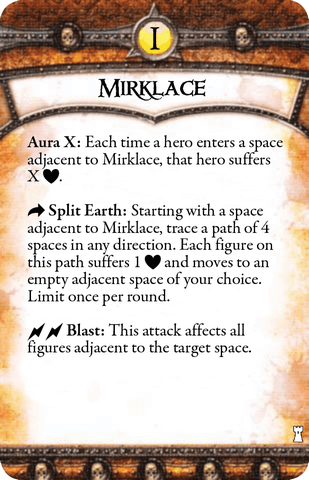 I
Mirklace
Aura X: Each time a hero enters a space
adjacent to Mirklace, that hero suffers
X ♥.
Split Earth: Starting with a space
adjacent to Mirklace, trace a path of 4
spaces in any direction. Each figure on
this path suffers 1 ♥ and moves to an
empty adjacent space of your choice.
Limit once per round.
Blast: This attack affects all
figures adjacent to the target space.